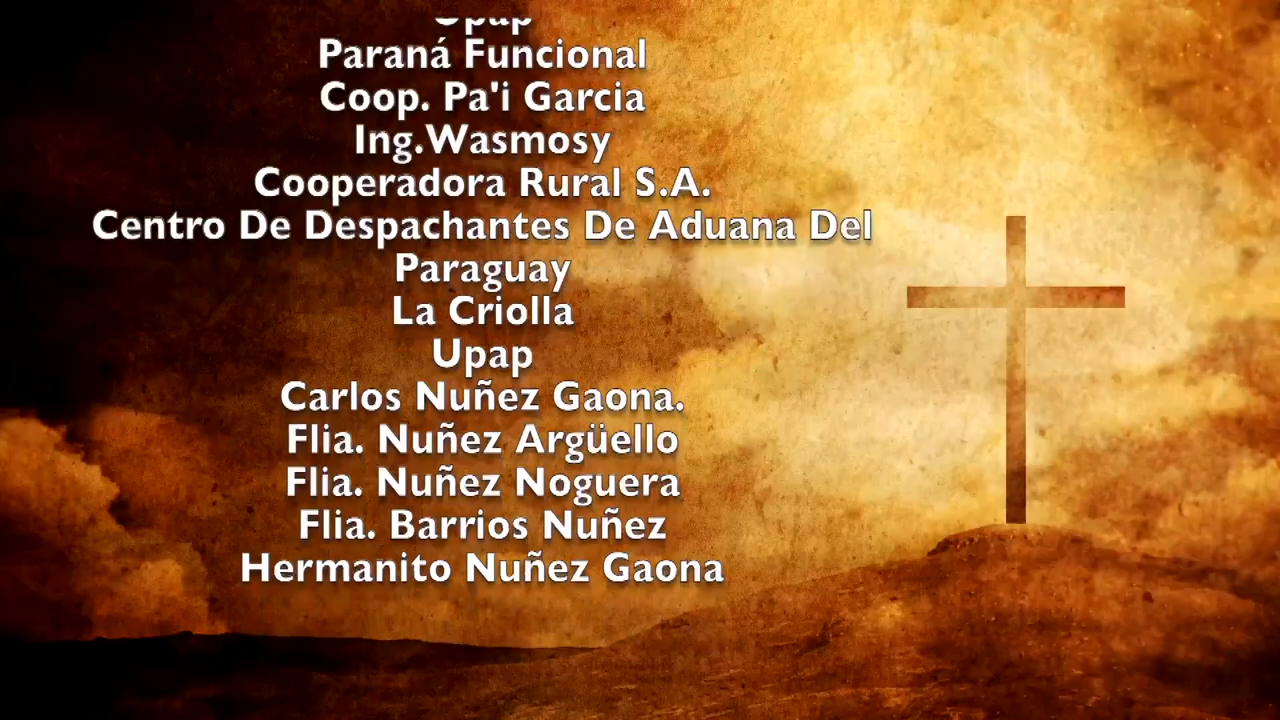 Upap
Paraná Funcional
Coop. Pa'i Garcia
Ing.Wasmosy
Cooperadora Rural S.A.
Centro De Despachantes De Aduana Del
Paraguay
La Criolla
Upap
Carlos Nuñez Gaona.
Flia. Nuñez Argüello
Flia. Nuñez Noguera
Flia. Barrios Nuñez
Hermanito Nuñez Gaona